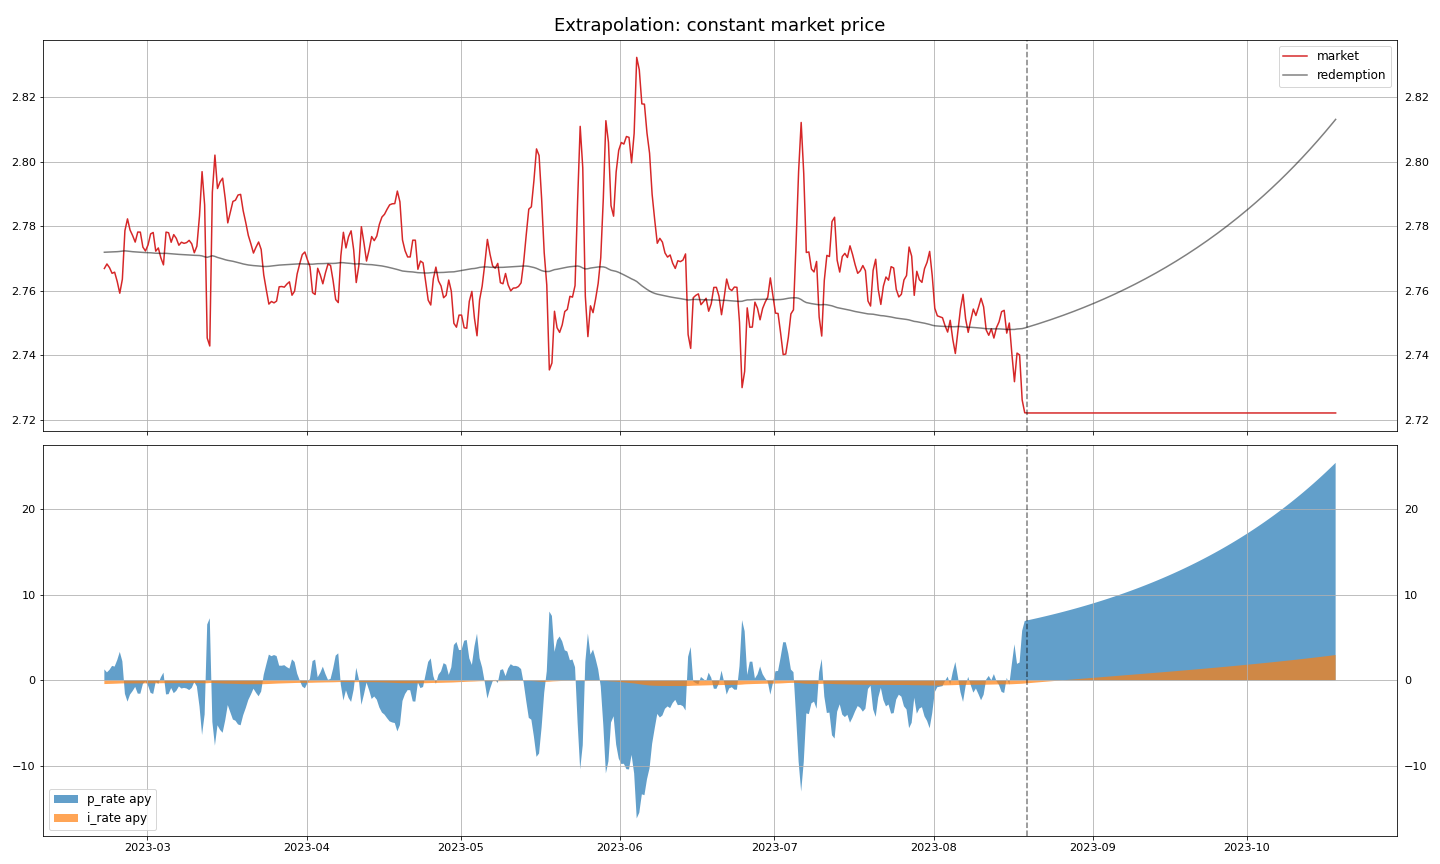 Extrapolation: constant market price
market
redemption
2.82 2.82
2.80 2.80
2.78 2.78
2.76 2.76
2.74 2.74
2.72 2.72
20 20
10 10
0 0
−10 −10
p_rate apy
i_rate apy
2023-03 2023-04 2023-05 2023-06 2023-07 2023-08 2023-09 2023-10